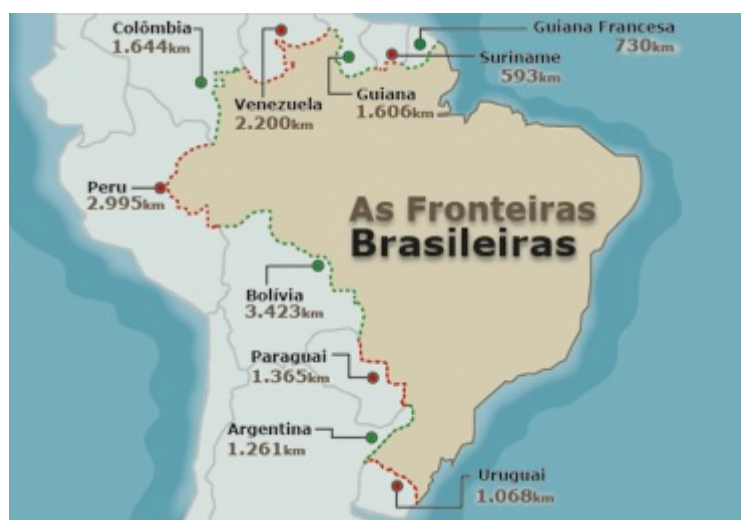 Colômbia
1.644km
Venezuela
2.200km
Guiana
1.606km
Guiana Francesa
730km
Suriname
593km
Peru
2.995km
As Fronteiras
Brasileiras
Bolívia
3.423km
Paraguai
1.365km
Argentina
1.261km
Uruguai
1.068km